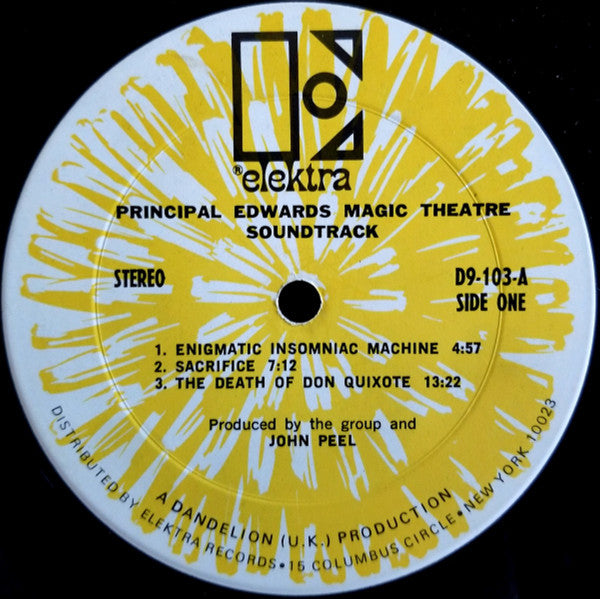 ® elektra
PRINCIPAL EDWARDS MAGIC THEATRE
SOUNDTRACK
STEREO
D9-103-A
SIDE ONE
1. ENIGMATIC INSOMNIAC MACHINE 4:57
2. SACRIFICE 7:12
3. THE DEATH OF DON QUIXOTE 13:22
Produced by the group and
JOHN PEEL
A DANDELION (U.K.) PRODUCTION
DISTRIBUTED BY ELEKTRA RECORDS • 15 COLUMBUS CIRCLE • NEW YORK 10023